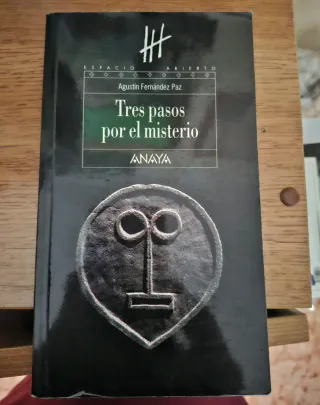 ESPACIO ABIERTO
Agustín Fernández Paz
Tres pasos
por el misterio
ANAYA